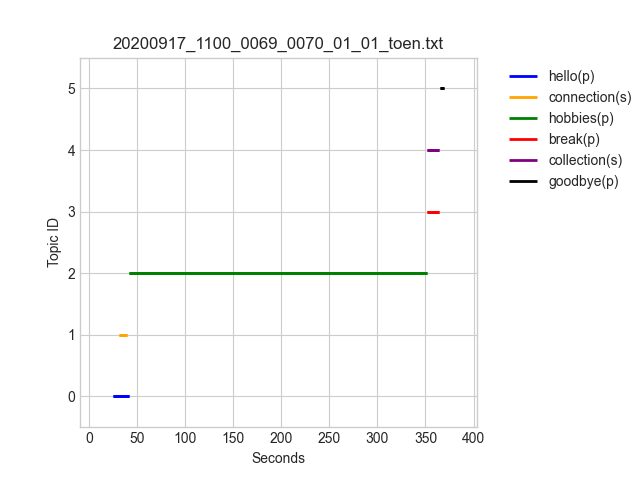 20200917_1100_0069_0070_01_01_toen.txt
hello(p)
connection(s)
hobbies(p)
break(p)
collection(s)
goodbye(p)
Topic ID
5
4
3
2
1
0
0 50 100 150 200 250 300 350 400
Seconds